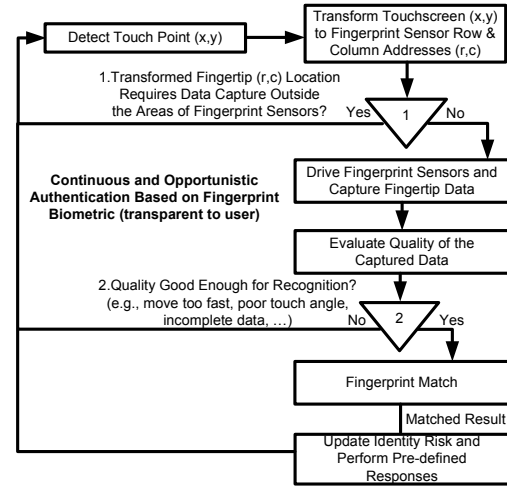 Detect Touch Point (x,y)
Transform Touchscreen (x,y)
to Fingerprint Sensor Row &
Column Addresses (r,c)
1.Transformed Fingertip (r,c) Location
Requires Data Capture Outside
the Areas of Fingerprint Sensors?
Yes
1
No
Drive Fingerprint Sensors and
Capture Fingertip Data
Continuous and Opportunistic
Authentication Based on Fingerprint
Biometric (transparent to user)
Evaluate Quality of the
Captured Data
2.Quality Good Enough for Recognition?
(e.g., move too fast, poor touch angle,
incomplete data, ...)
No
2
Yes
Fingerprint Match
Matched Result
Update Identity Risk and
Perform Pre-defined
Responses